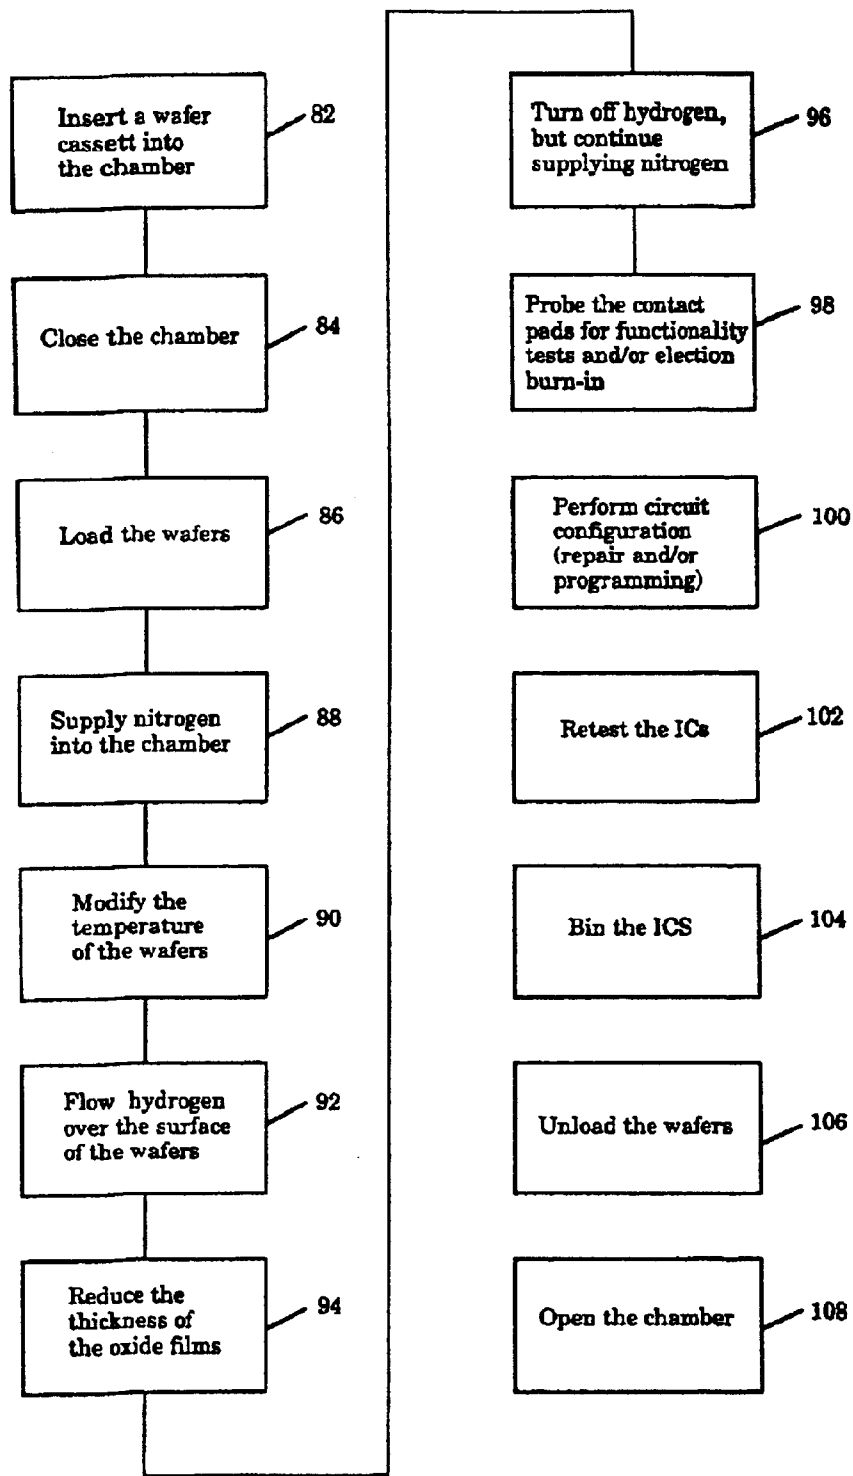 Insert a wafer
cassett into
the chamber
82
Close the chamber
84
Load the wafers
86
Supply nitrogen
into the chamber
88
Modify the
temperature
of the wafers
90
Flow hydrogen
over the surface
of the wafers
92
Reduce the
thickness of
the oxide films
94
Turn off hydrogen,
but continue
supplying nitrogen
96
Probe the contact
pads for functionality
tests and/or election
burn-in
98
Perform circuit
configuration
(repair and/or
programming)
100
Retest the ICs
102
Bin the ICS
104
Unload the wafers
106
Open the chamber
108